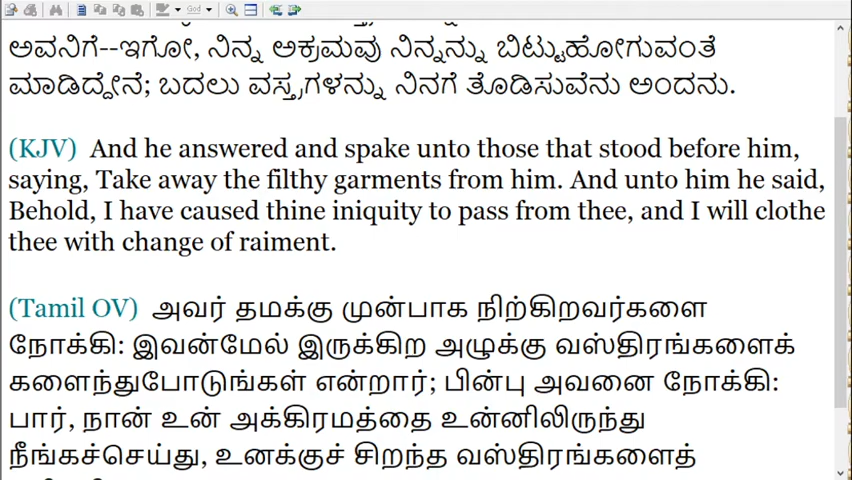 ಅವನಿಗೆ--ಇಗೋ, ನಿನ್ನ ಅಕ್ರಮವು ನಿನ್ನನ್ನು ಬಿಟ್ಟುಹೋಗುವಂತೆ
ಮಾಡಿದ್ದೇನೆ; ಬದಲು ವಸ್ತ್ರಗಳನ್ನು ನಿನಗೆ ತೊಡಿಸುವೆನು ಅಂದನು.
(KJV) And he answered and spake unto those that stood before him,
saying, Take away the filthy garments from him. And unto him he said,
Behold, I have caused thine iniquity to pass from thee, and I will clothe
thee with change of raiment.
(Tamil OV) அவர் தமக்கு முன்பாக நிற்கிறவர்களை
நோக்கி: இவன்மேல் இருக்கிற அழுக்கு வஸ்திரங்களைக்
களைந்துபோடுங்கள் என்றார்; பின்பு அவனை நோக்கி:
பார், நான் உன் அக்கிரமத்தை உன்னிலிருந்து
நீங்கச்செய்து, உனக்குச் சிறந்த வஸ்திரங்களைத்